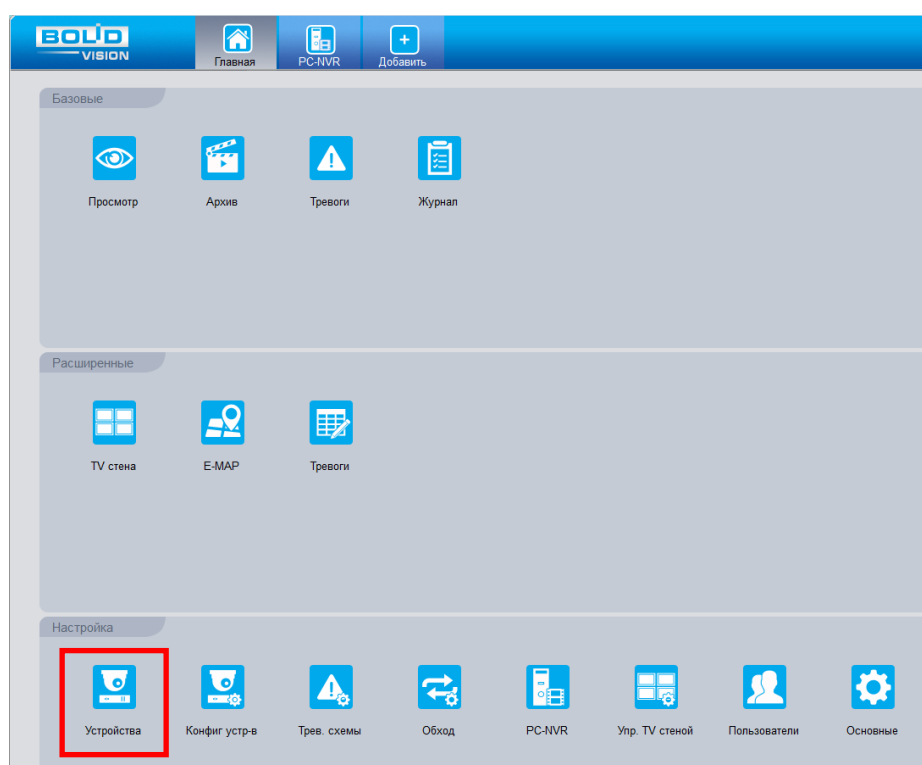 BOLID
VISION
Главная
PC-NVR
Добавить
Базовые
Просмотр
Архив
Тревоги
Журнал
Расширенные
TV стена
E-MAP
Тревоги
Настройка
Устройства
Конфиг устр-в
Трев. схемы
Обход
PC-NVR
Упр. TV стеной
Пользователи
Основные